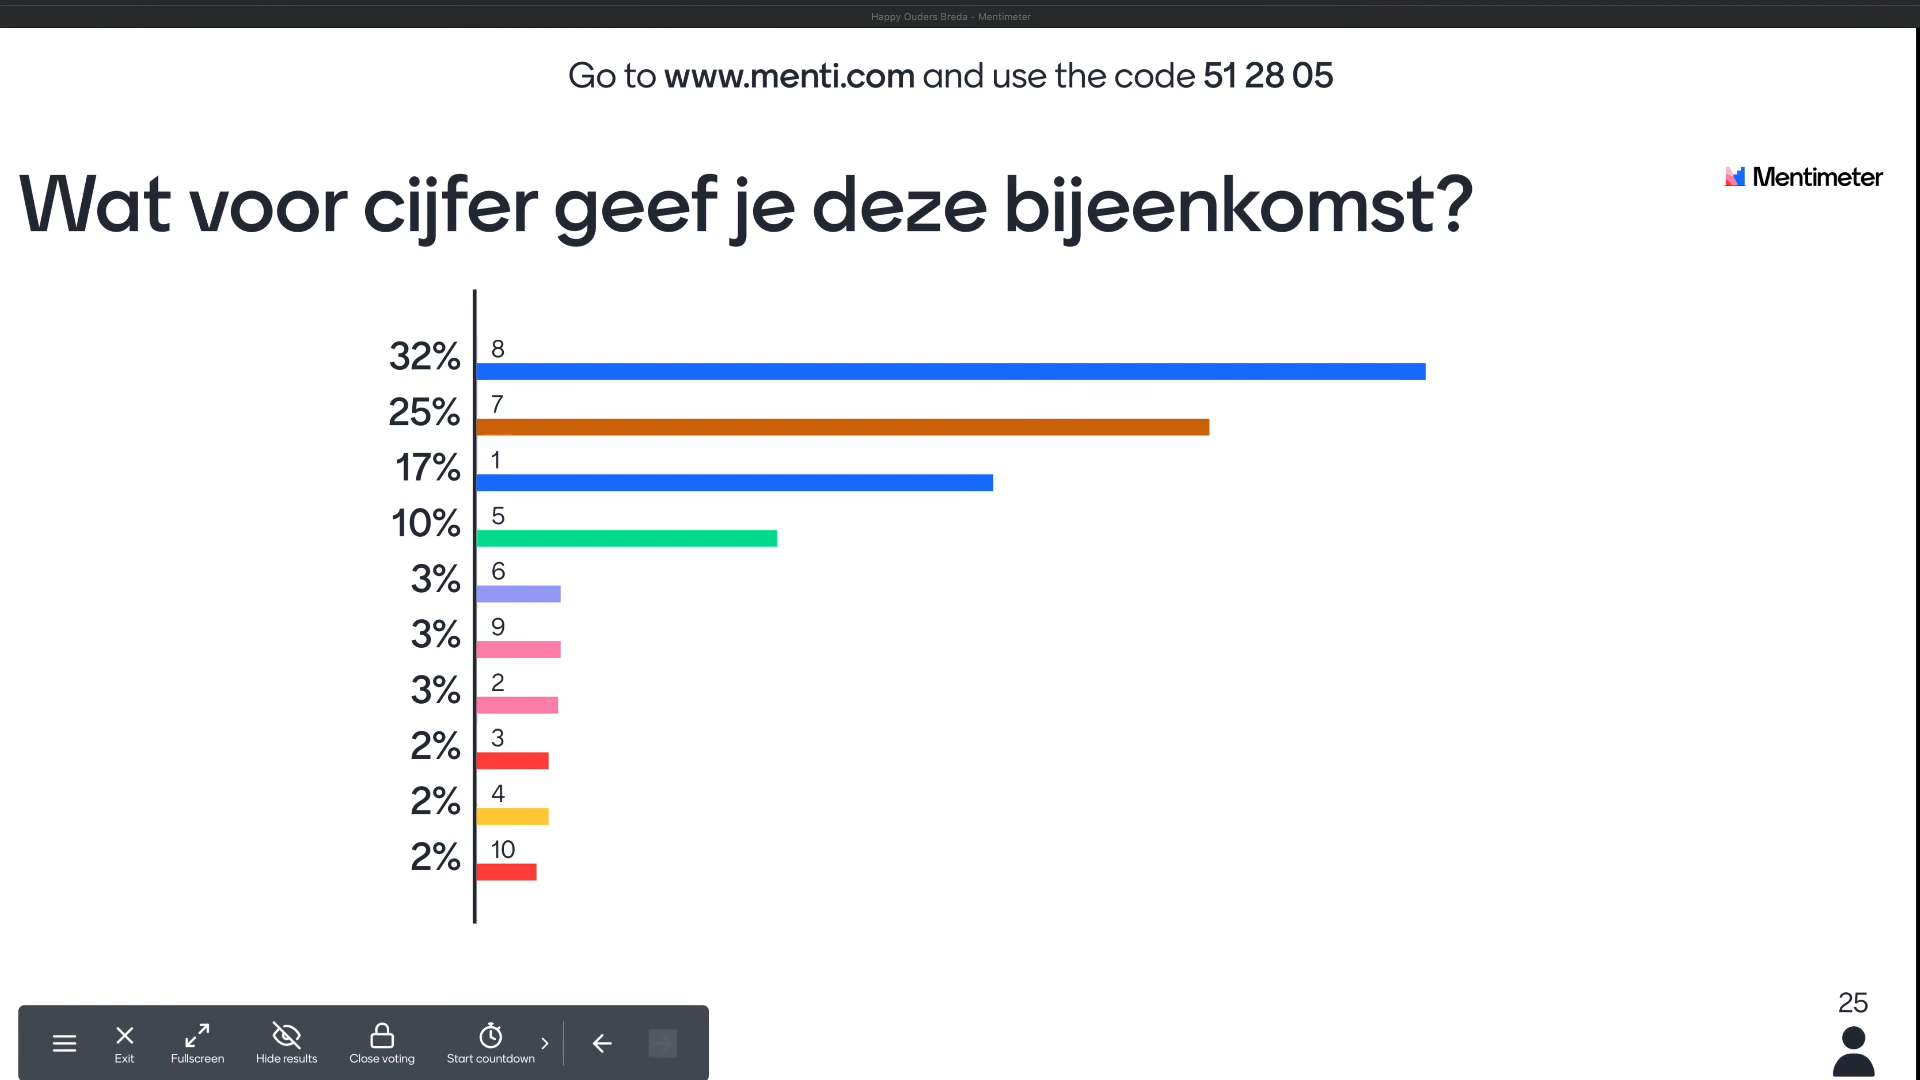 Happy Ouders Breda - Mentimeter
Go to www.menti.com and use the code 51 28 05
Wat voor cijfer geef je deze bijeenkomst?
Mentimeter
32% 8
25% 7
17% 1
10% 5
3% 6
3% 9
3% 2
2% 3
2% 4
2% 10
25
Exit Fullscreen Hide results Close voting Start countdown